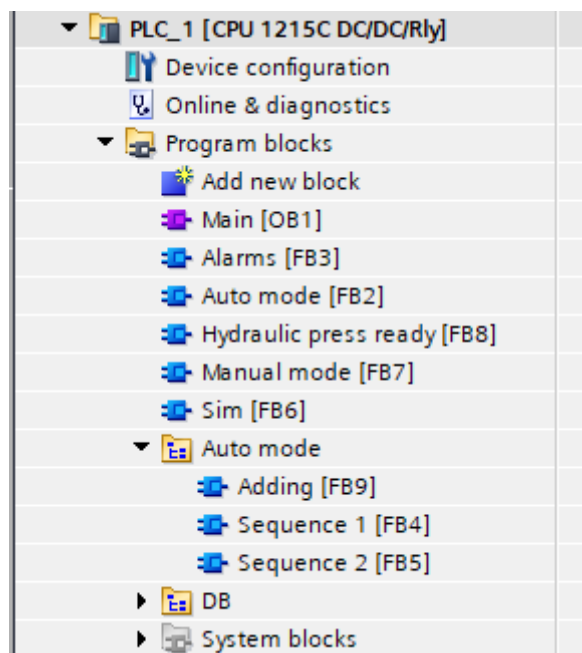 PLC_1 [CPU 1215C DC/DC/Rly]
Device configuration
Online & diagnostics
Program blocks
Add new block
Main [OB1]
Alarms [FB3]
Auto mode [FB2]
Hydraulic press ready [FB8]
Manual mode [FB7]
Sim [FB6]
Auto mode
Adding [FB9]
Sequence 1 [FB4]
Sequence 2 [FB5]
DB
System blocks